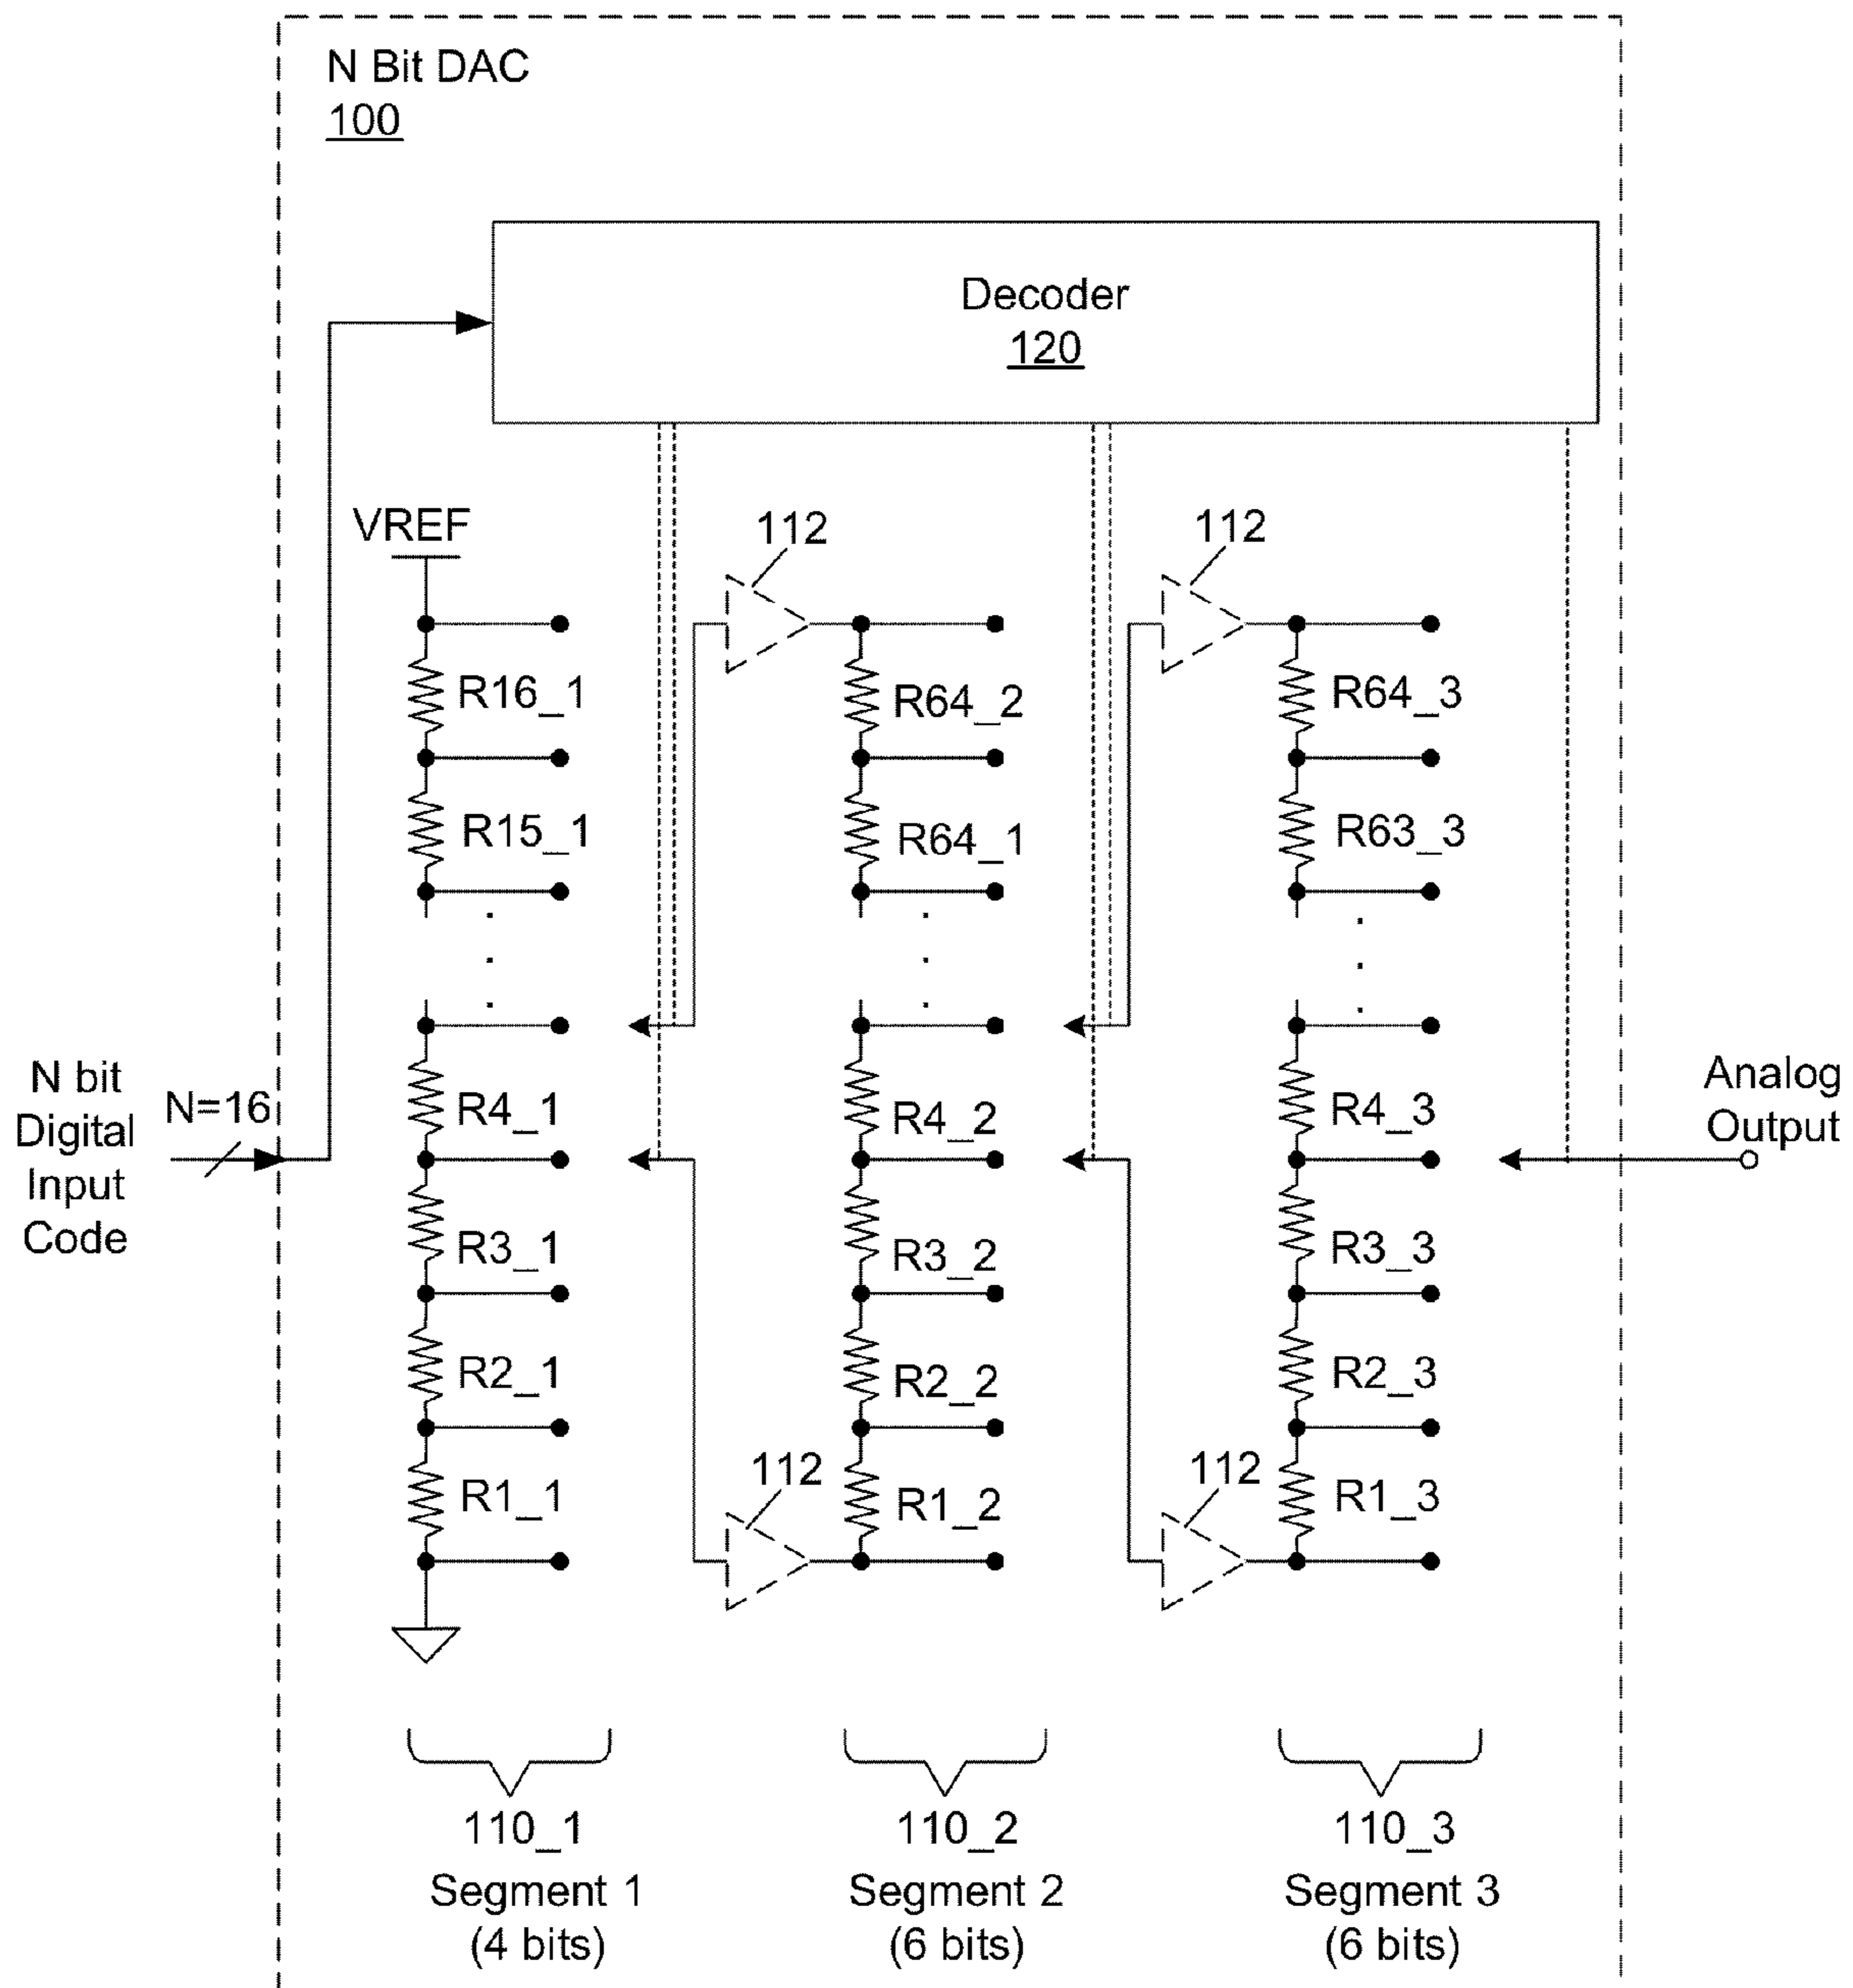 N Bit DAC
100
Decoder
120
VREF
112
112
R16_1
R64_2
R64_3
R15_1
R64_1
R63_3
N bit
Digital
Input
Code
N=16
R4_1
R4_2
R4_3
Analog
Output
R3_1
R3_2
R3_3
R2_1
R2_2
R2_3
112
112
R1_1
R1_2
R1_3
110_1
Segment 1
(4 bits)
110_2
Segment 2
(6 bits)
110_3
Segment 3
(6 bits)